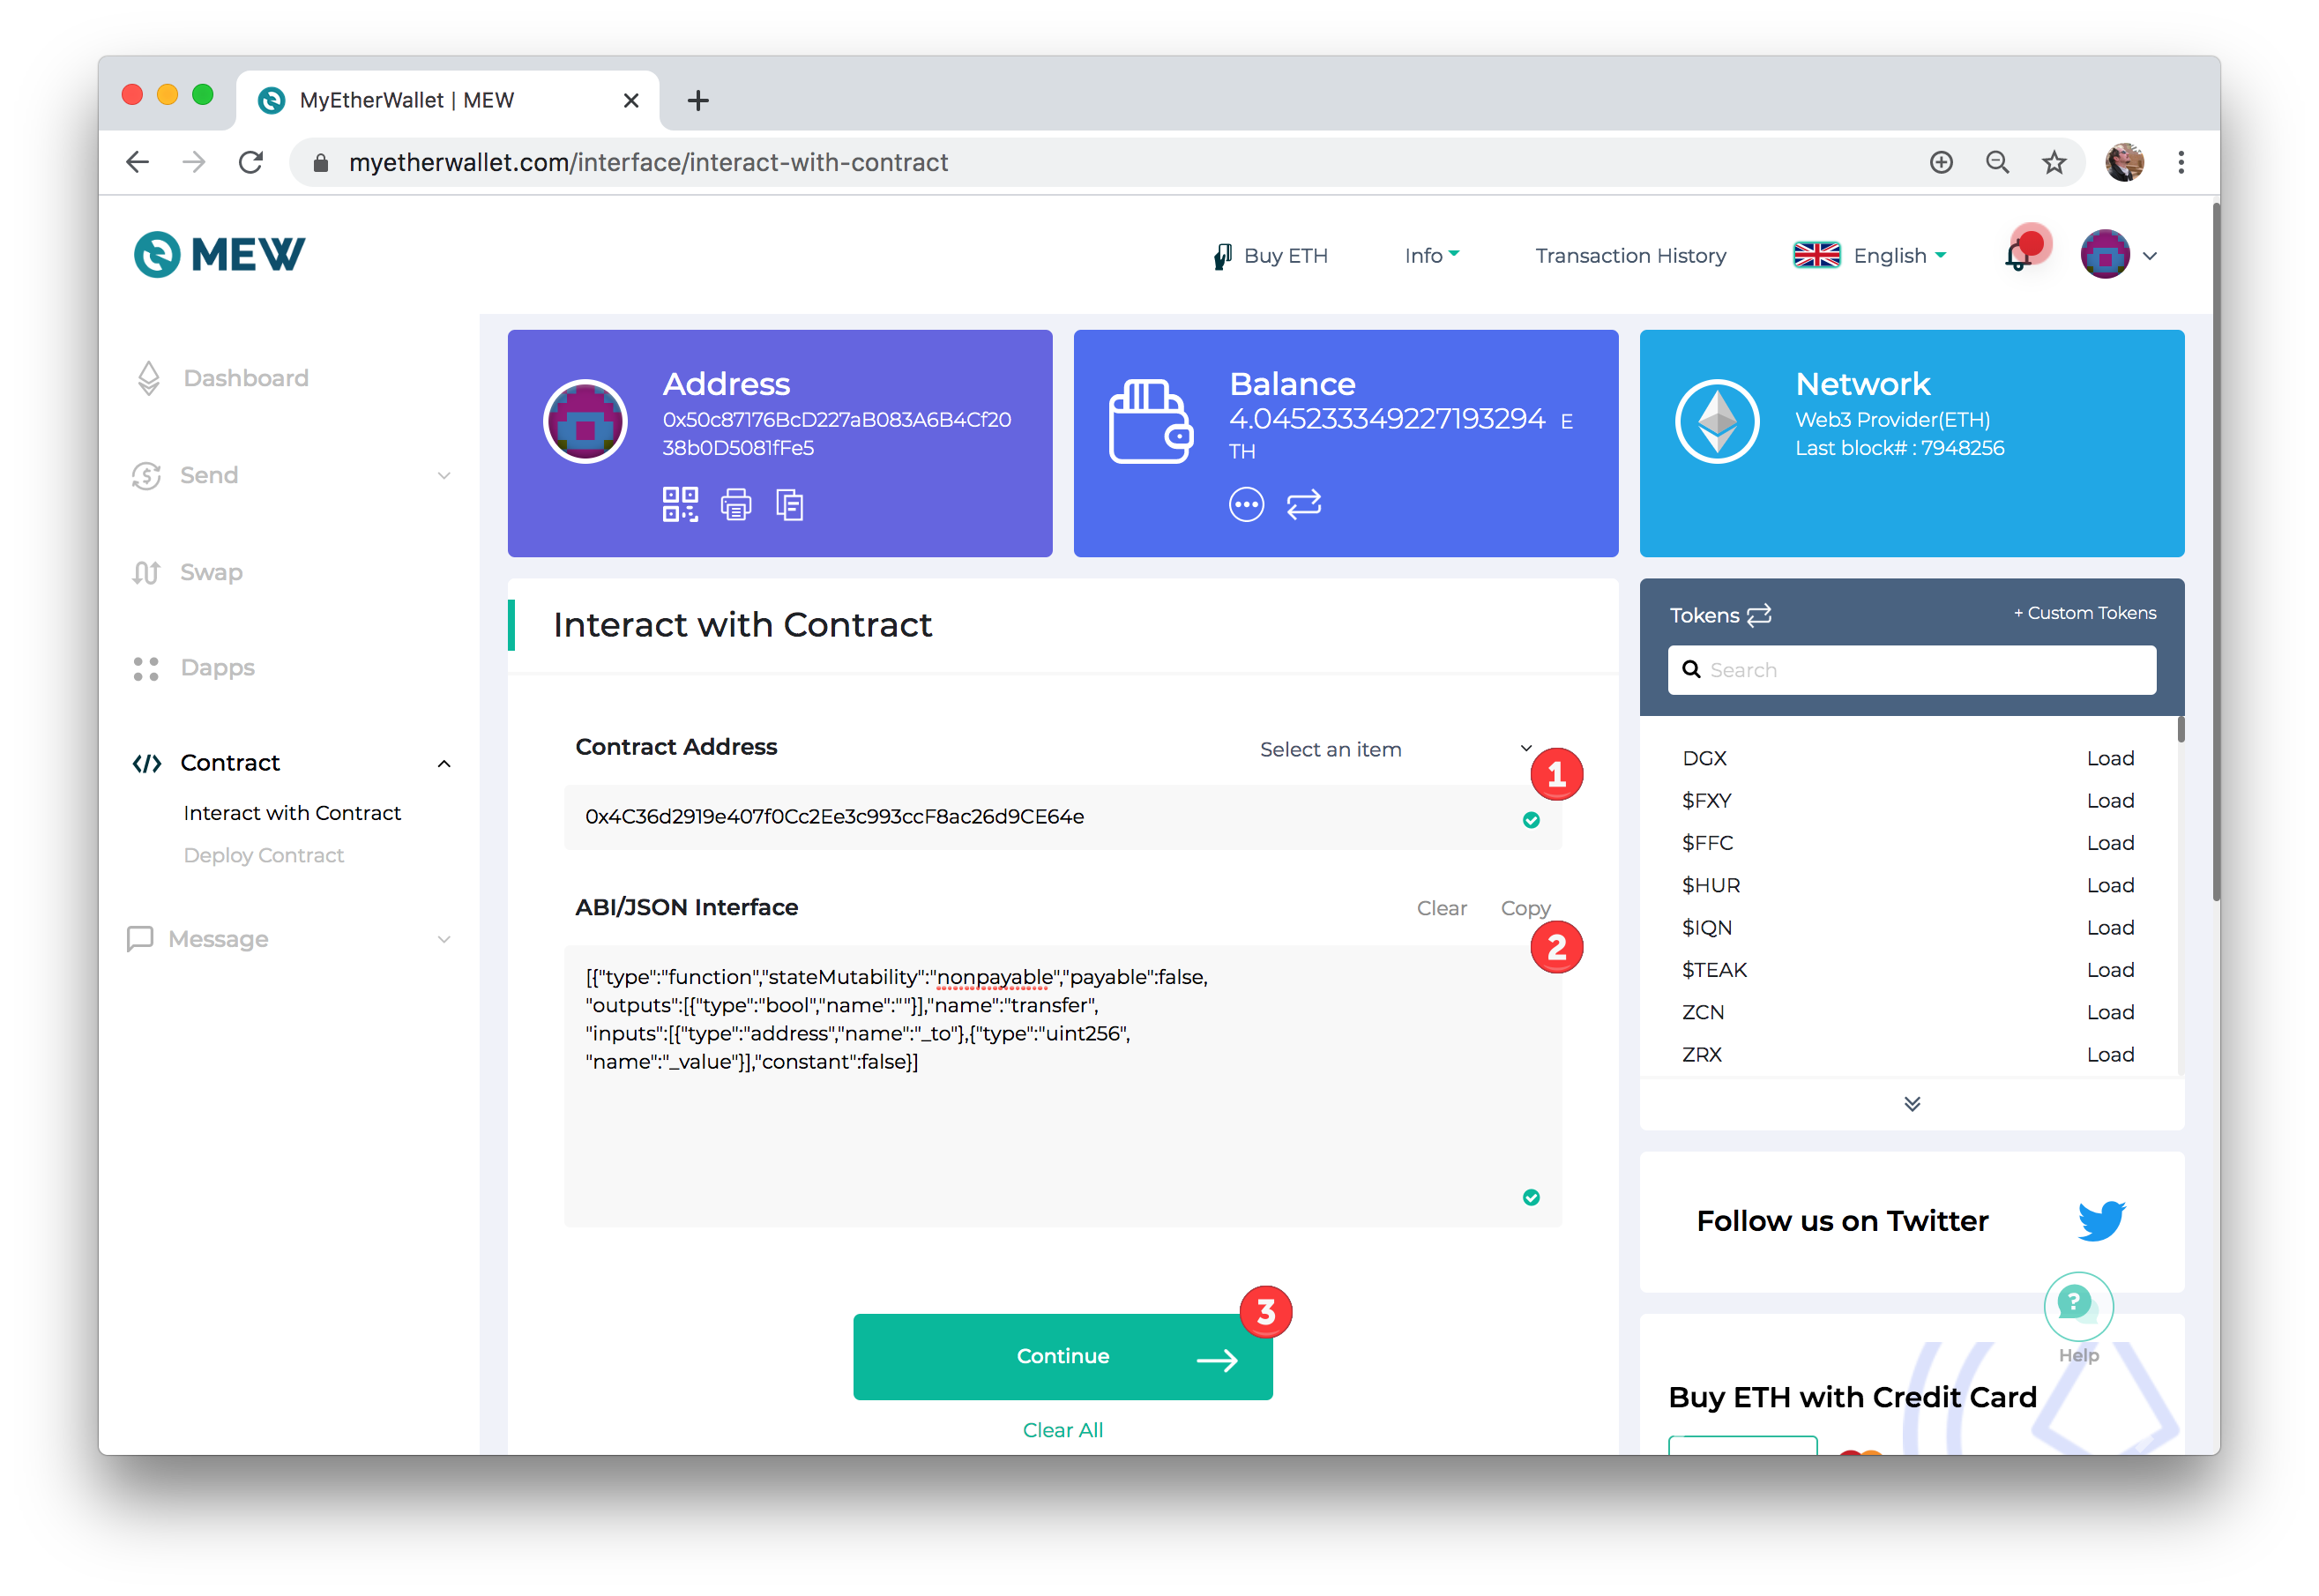 MyEtherWallet | MEW
myetherwallet.com/interface/interact-with-contract
MEW
Buy ETH
Info
Transaction History
English
Dashboard
Send
Swap
Dapps
Contract
Interact with Contract
Deploy Contract
Message
Address
0x50c87176BcD227aB083A6B4Cf20
38b0D5081fFe5
Balance
4.045233349227193294 E
TH
Network
Web3 Provider(ETH)
Last block# : 7948256
Interact with Contract
Contract Address
Select an item
1
0x4C36d2919e407f0Cc2Ee3c993ccF8ac26d9CE64e
ABI/JSON Interface
Clear
Copy
2
[{"type":"function","stateMutability":"nonpayable","payable":false,
"outputs":[{"type":"bool","name":""}],"name":"transfer",
"inputs":[{"type":"address","name":"_to"},{"type":"uint256",
"name":"_value"}],"constant":false}]
3
Continue
Clear All
Tokens
+ Custom Tokens
Search
DGX Load
$FXY Load
$FFC Load
$HUR Load
$IQN Load
$TEAK Load
ZCN Load
ZRX Load
Follow us on Twitter
?
Help
Buy ETH with Credit Card